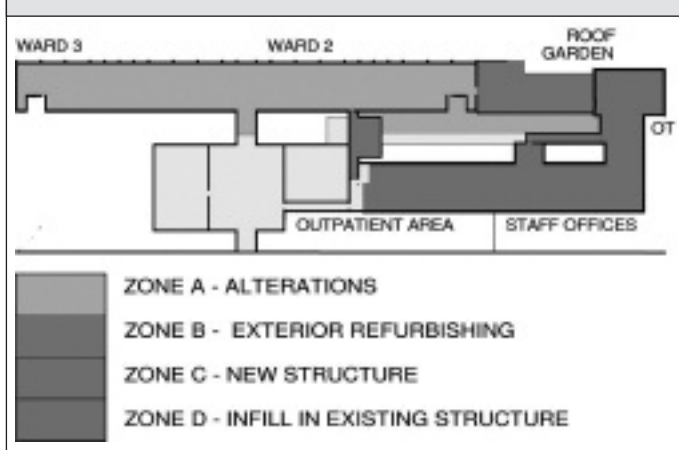 WARD 3
WARD 2
ROOF
GARDEN
OT
OUTPATIENT AREA
STAFF OFFICES
ZONE A - ALTERATIONS
ZONE B - EXTERIOR REFURBISHING
ZONE C - NEW STRUCTURE
ZONE D - INFILL IN EXISTING STRUCTURE